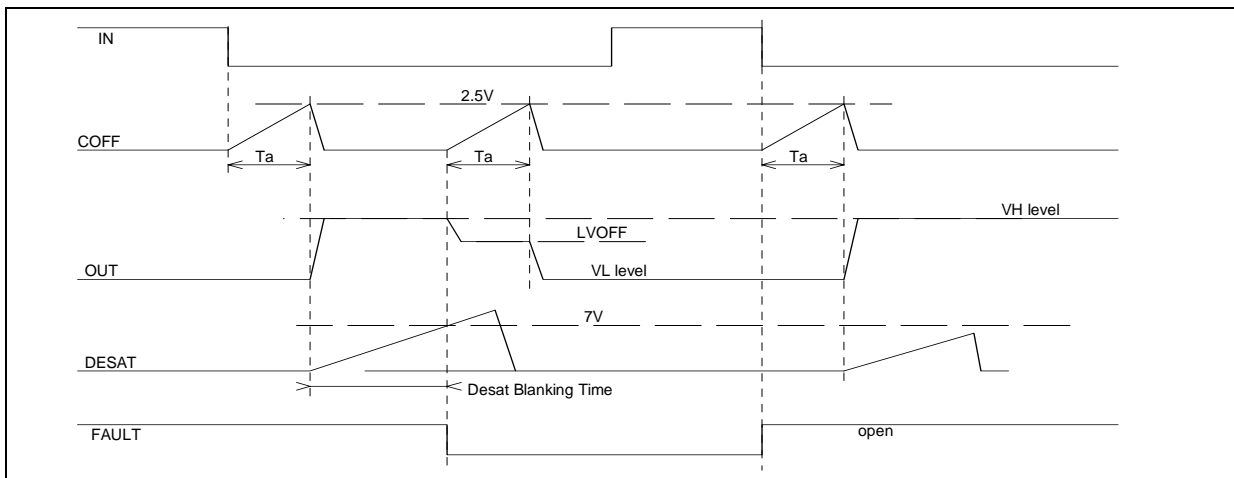 IN
2.5V
COFF
Ta
Ta
Ta
VH level
LVOFF
OUT
VL level
7V
DESAT
Desat Blanking Time
FAULT
open